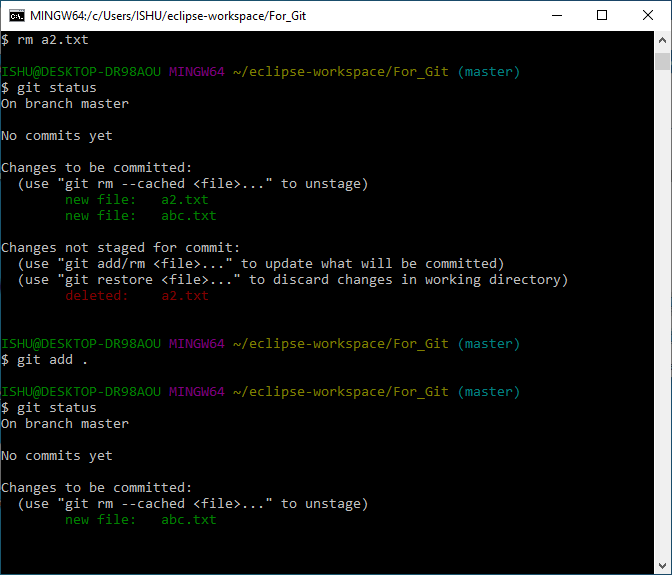 MINGW64:/c/Users/ISHU/eclipse-workspace/For_Git
$ rm a2.txt
ISHU@DESKTOP-DR98AOU MINGW64 ~/eclipse-workspace/For_Git (master)
$ git status
On branch master
No commits yet
Changes to be committed:
(use "git rm --cached <file>..." to unstage)
new file:   a2.txt
new file:   abc.txt
Changes not staged for commit:
(use "git add/rm <file>..." to update what will be committed)
(use "git restore <file>..." to discard changes in working directory)
deleted:    a2.txt
ISHU@DESKTOP-DR98AOU MINGW64 ~/eclipse-workspace/For_Git (master)
$ git add .
ISHU@DESKTOP-DR98AOU MINGW64 ~/eclipse-workspace/For_Git (master)
$ git status
On branch master
No commits yet
Changes to be committed:
(use "git rm --cached <file>..." to unstage)
new file:   abc.txt